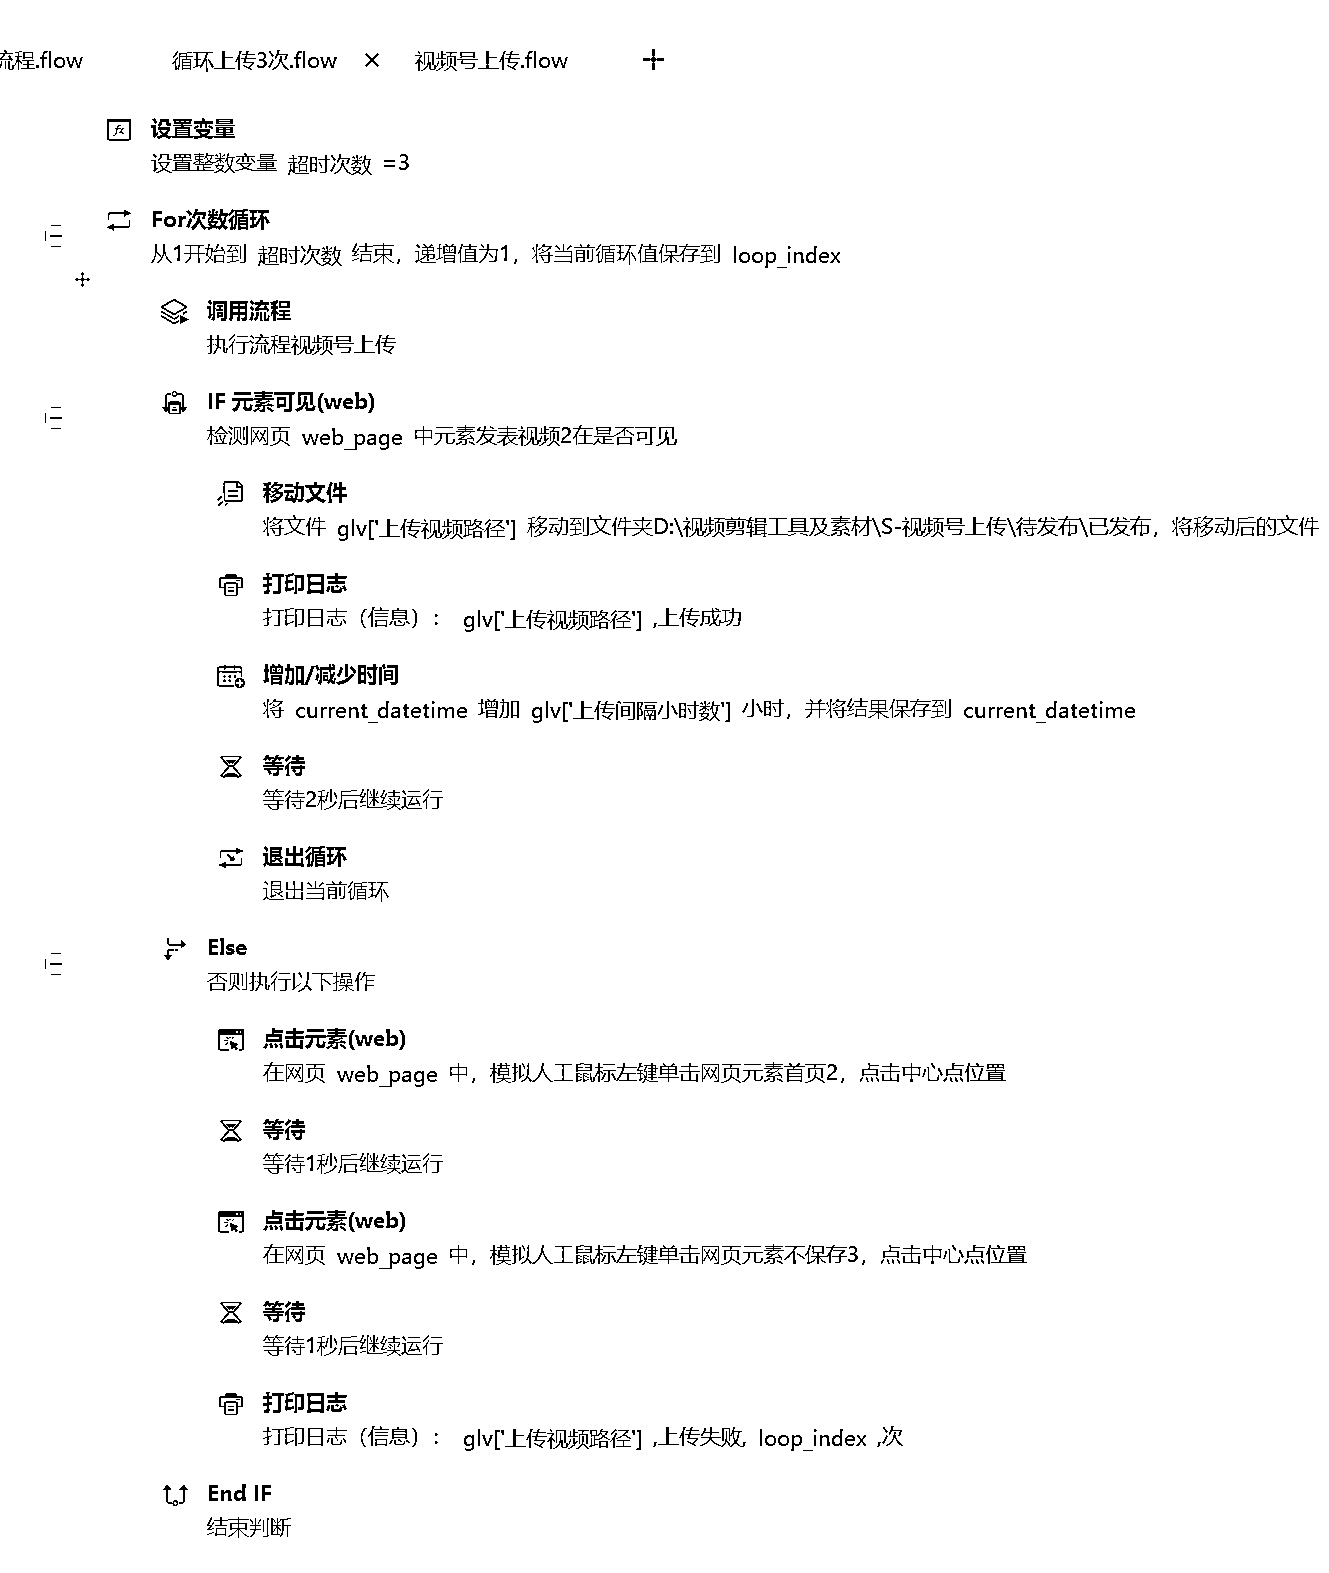 流程.flow 循环上传3次.flow × 视频号上传.flow +
设置变量
设置整数变量 超时次数 =3
For次数循环
从1开始到 超时次数 结束，递增值为1，将当前循环值保存到 loop_index
调用流程
执行流程视频号上传
IF 元素可见(web)
检测网页 web_page 中元素发表视频2在是否可见
移动文件
将文件 glv['上传视频路径'] 移动到文件夹D:\视频剪辑工具及素材\S-视频号上传\待发布\已发布，将移动后的文件
打印日志
打印日志（信息）： glv['上传视频路径'] ,上传成功
增加/减少时间
将 current_datetime 增加 glv['上传间隔小时数'] 小时，并将结果保存到 current_datetime
等待
等待2秒后继续运行
退出循环
退出当前循环
Else
否则执行以下操作
点击元素(web)
在网页 web_page 中，模拟人工鼠标左键单击网页元素首页2，点击中心点位置
等待
等待1秒后继续运行
点击元素(web)
在网页 web_page 中，模拟人工鼠标左键单击网页元素不保存3，点击中心点位置
等待
等待1秒后继续运行
打印日志
打印日志（信息）： glv['上传视频路径'] ,上传失败, loop_index ,次
End IF
结束判断